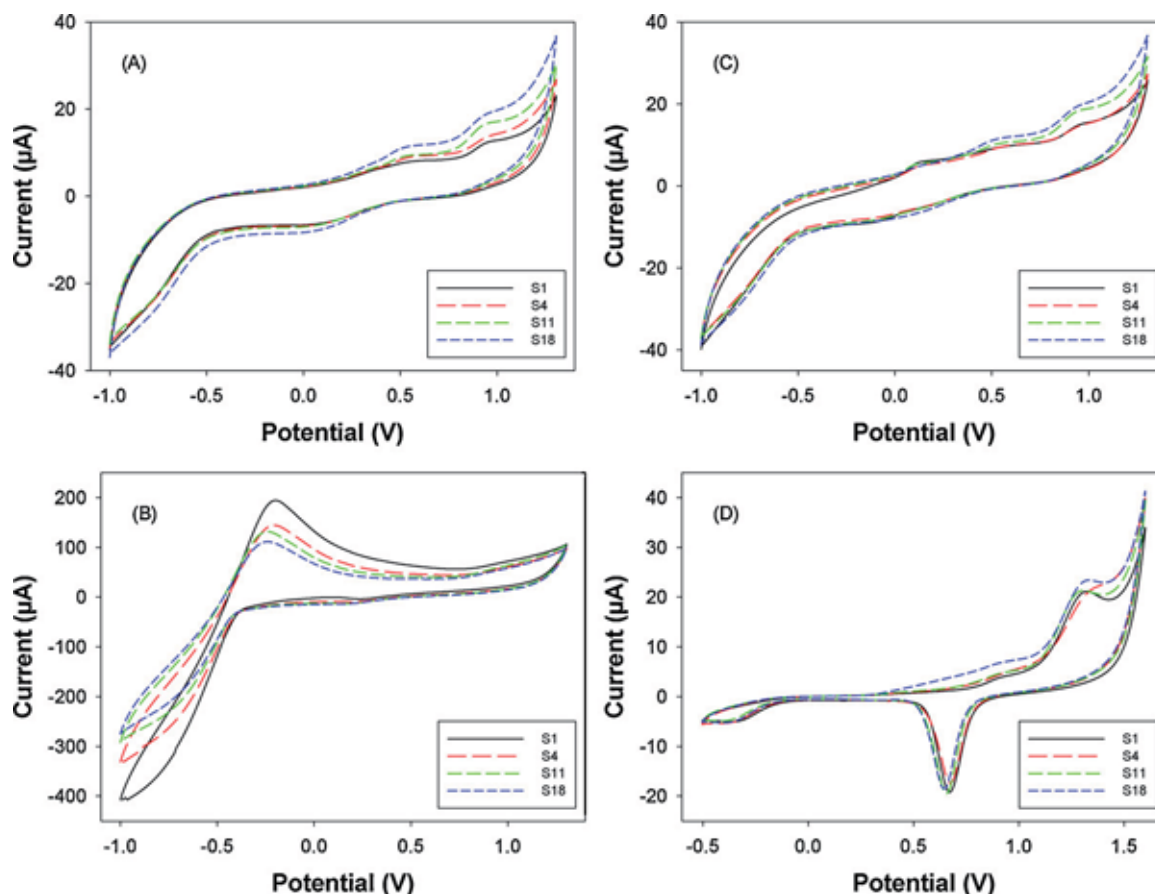 40
20
0
-20
-40
Current (µA)
(A)
S1
S4
S11
S18
-1.0 -0.5 0.0 0.5 1.0
Potential (V)
40
20
0
-20
-40
Current (µA)
(C)
S1
S4
S11
S18
-1.0 -0.5 0.0 0.5 1.0
Potential (V)
200
100
0
-100
-200
-300
-400
Current (µA)
(B)
S1
S4
S11
S18
-1.0 -0.5 0.0 0.5 1.0
Potential (V)
40
30
20
10
0
-10
-20
Current (µA)
(D)
S1
S4
S11
S18
-0.5 0.0 0.5 1.0 1.5
Potential (V)